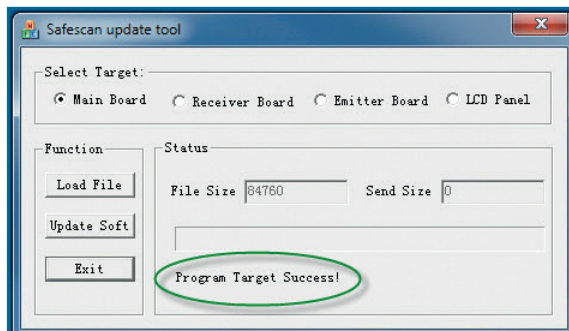 Safescan update tool
Select Target:
Main Board Receiver Board Emitter Board LCD Panel
Function
Load File
Update Soft
Exit
Status
File Size 84760 Send Size 0
Program Target Success!